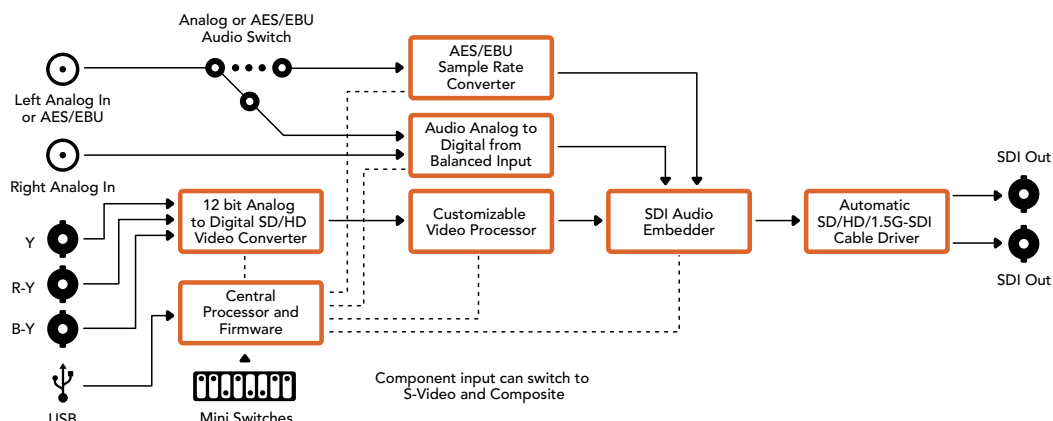 Analog or AES/EBU
Audio Switch
AES/EBU
Sample Rate
Converter
Left Analog In
or AES/EBU
Audio Analog to
Digital from
Balanced Input
Right Analog In
SDI Out
12 bit Analog
to Digital SD/HD
Video Converter
Customizable
Video Processor
SDI Audio
Embedder
Automatic
SD/HD/1.5G-SDI
Cable Driver
Y
R-Y
B-Y
SDI Out
Central
Processor and
Firmware
Component input can switch to
S-Video and Composite
USB
Mini Switches